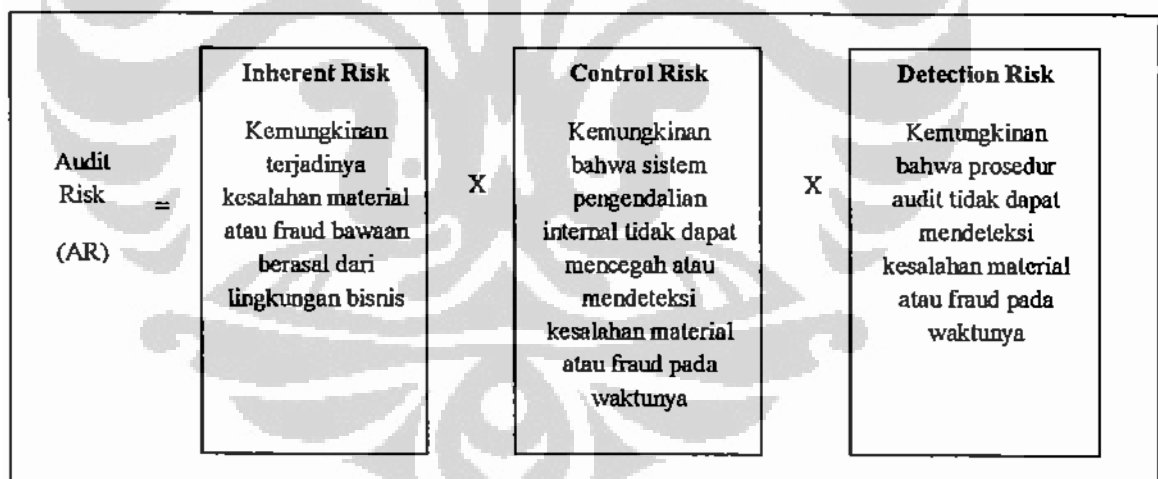 Audit
Risk
(AR)
=
Inherent Risk
Kemungkinan
terjadinya
kesalahan material
atau fraud bawaan
berasal dari
lingkungan bisnis
X
Control Risk
Kemungkinan
bahwa sistem
pengendalian
internal tidak dapat
mencegah atau
mendeteksi
kesalahan material
atau fraud pada
waktunya
X
Detection Risk
Kemungkinan
bahwa prosedur
audit tidak dapat
mendeteksi
kesalahan material
atau fraud pada
waktunya